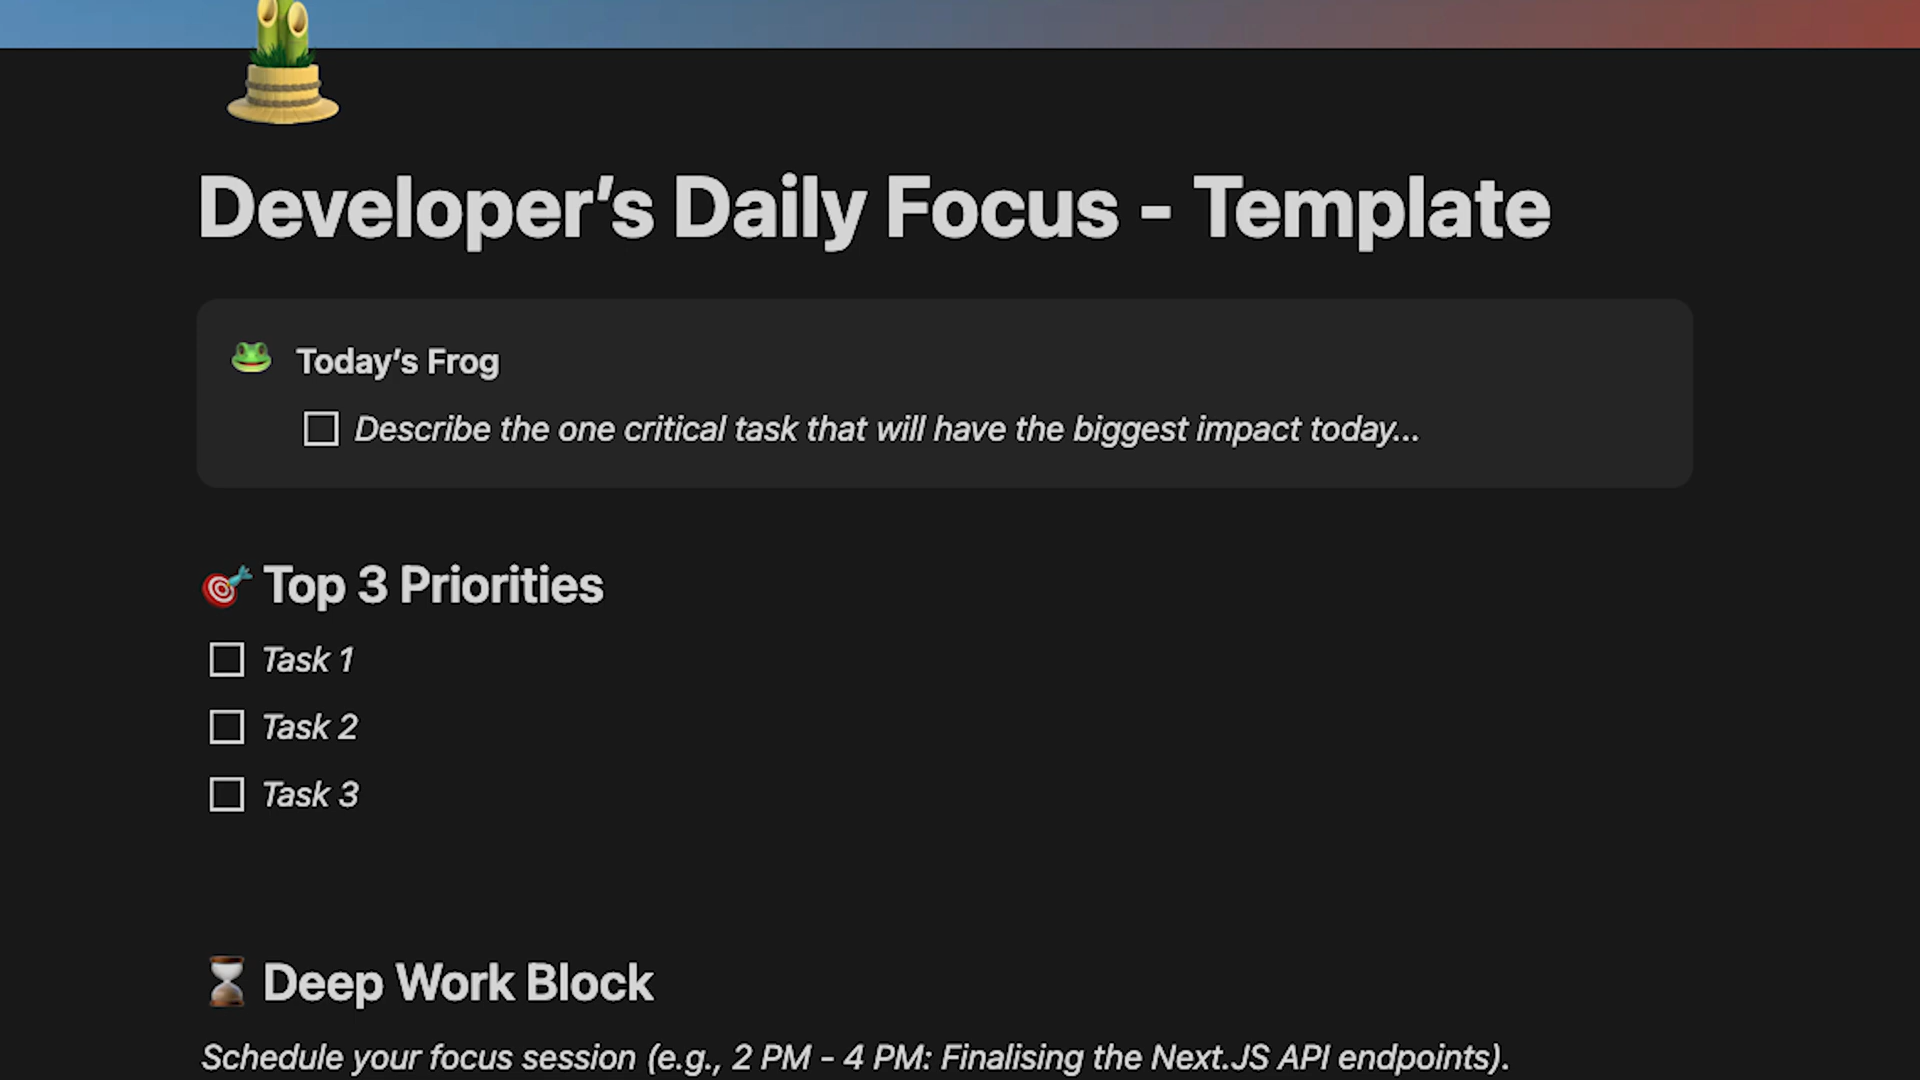 Developer’s Daily Focus - Template
Today’s Frog
Describe the one critical task that will have the biggest impact today...
Top 3 Priorities
Task 1
Task 2
Task 3
Deep Work Block
Schedule your focus session (e.g., 2 PM - 4 PM: Finalising the Next.JS API endpoints).